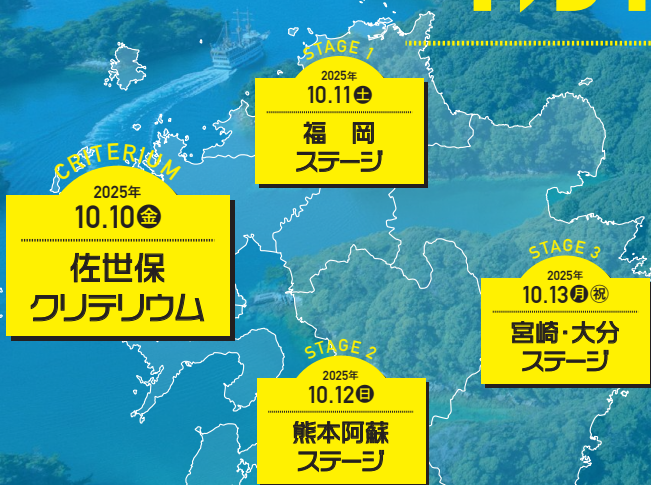 STAGE 1
2025年
10.11土
福 岡
ステージ
CRITERIUM
2025年
10.10金
佐世保
クリテリウム
STAGE 3
2025年
10.13月祝
宮崎・大分
ステージ
STAGE 2
2025年
10.12日
熊本阿蘇
ステージ